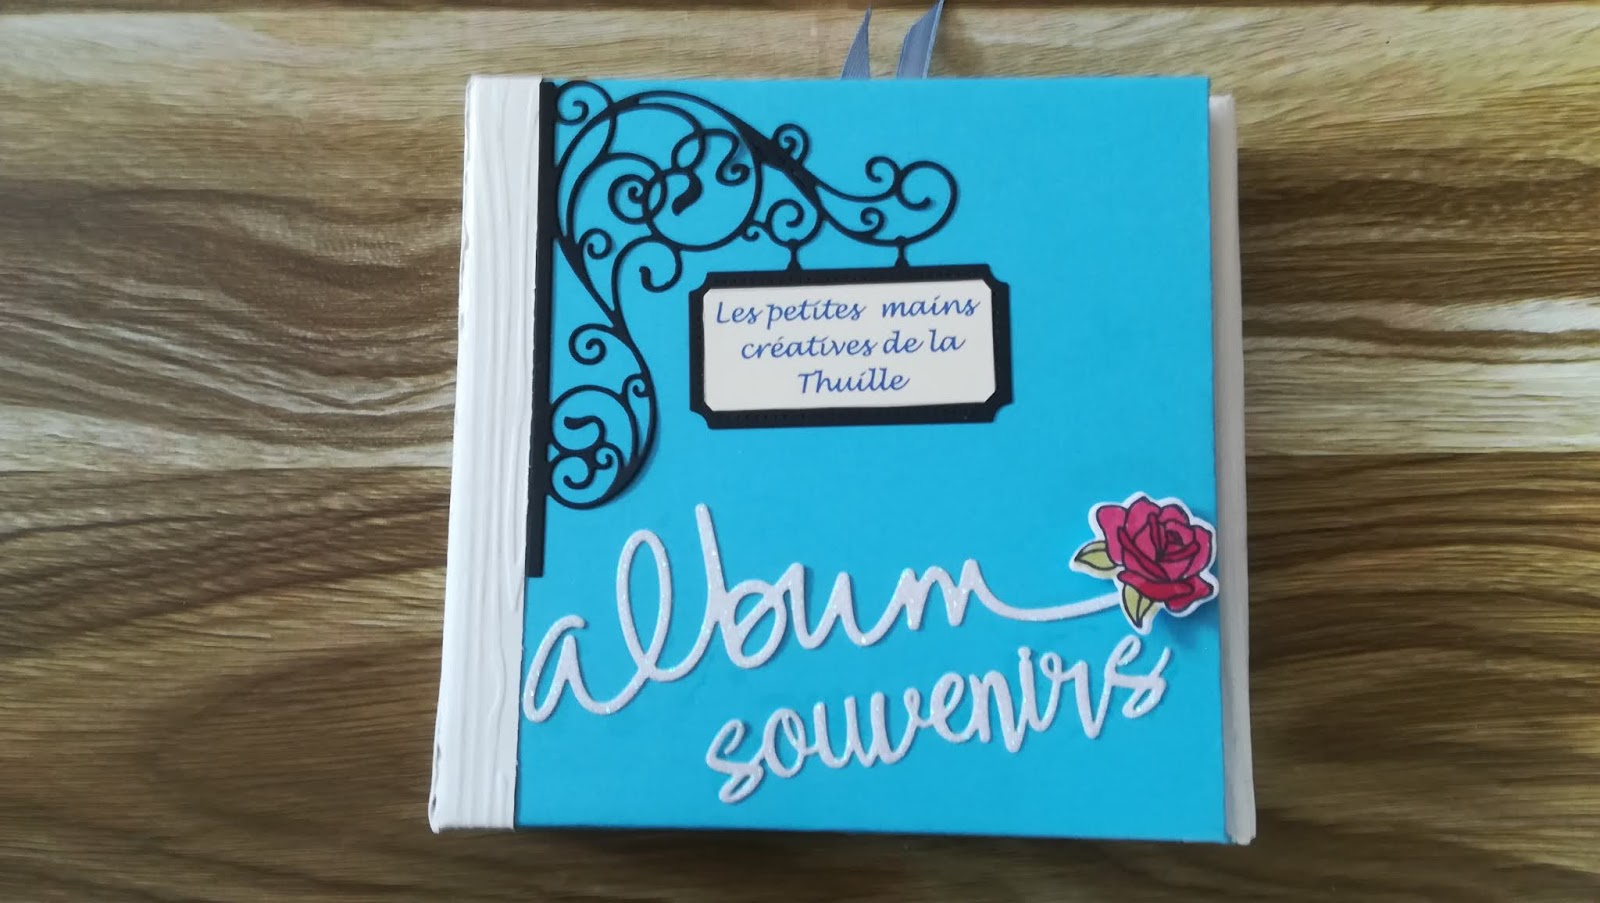 Les petites mains
créatives de la
Thuille
album
souvenirs